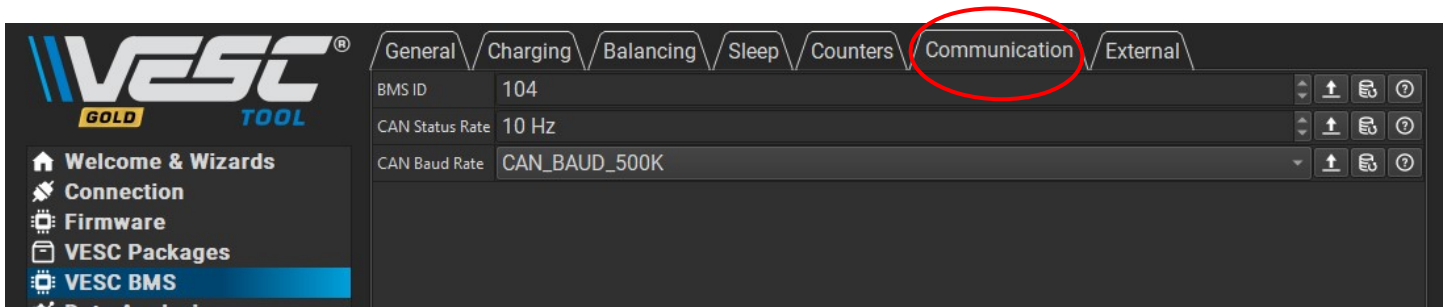 VESC®
GOLD TOOL
General Charging Balancing Sleep Counters Communication External
BMS ID 104
CAN Status Rate 10 Hz
CAN Baud Rate CAN_BAUD_500K
Welcome & Wizards
Connection
Firmware
VESC Packages
VESC BMS